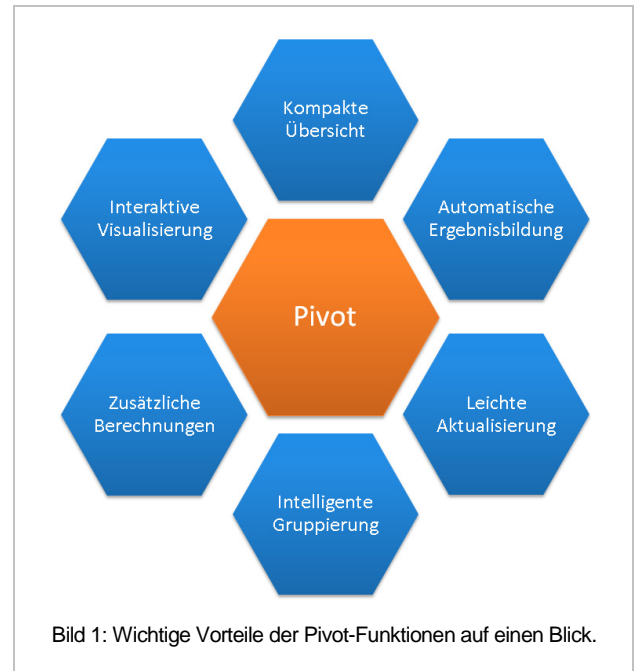 Kompakte
Übersicht
Automatische
Ergebnisbildung
Leichte
Aktualisierung
Intelligente
Gruppierung
Zusätzliche
Berechnungen
Interaktive
Visualisierung
Pivot
Bild 1: Wichtige Vorteile der Pivot-Funktionen auf einen Blick.